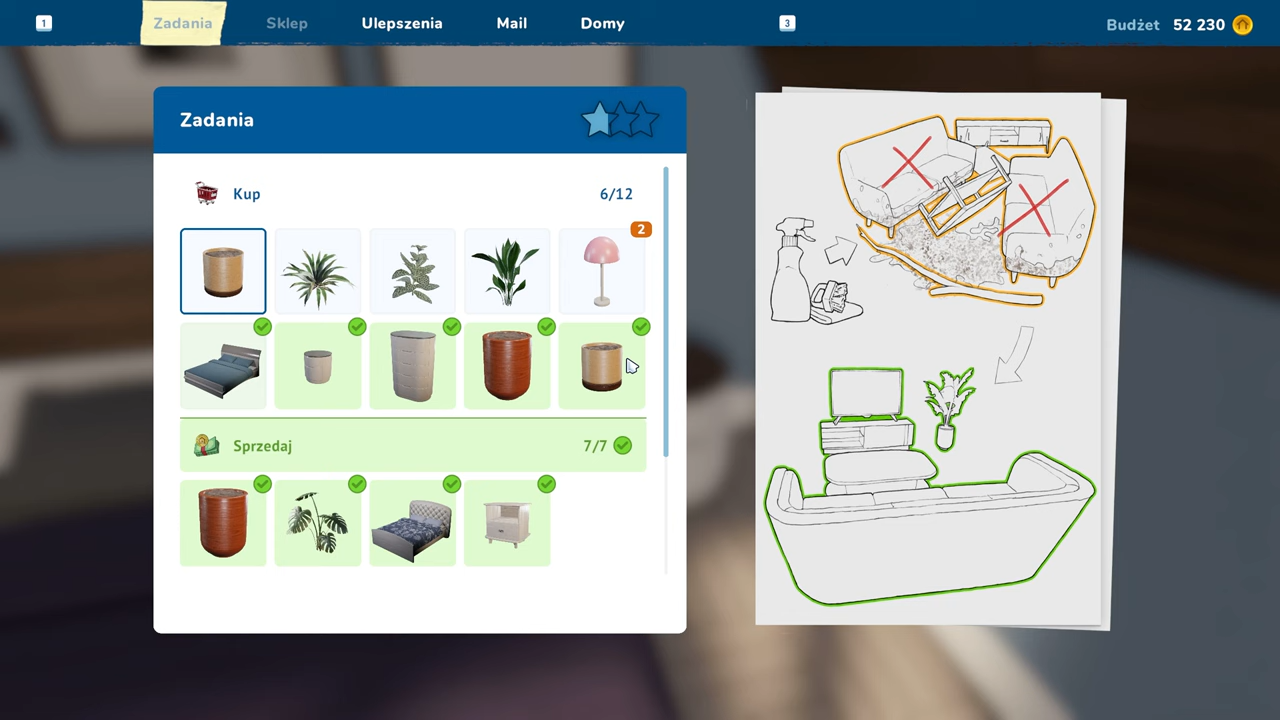 1 Zadania Sklep Ulepszenia Mail Domy 3 Budżet 52 230
Zadania
Kup 6/12
2
Sprzedaj 7/7